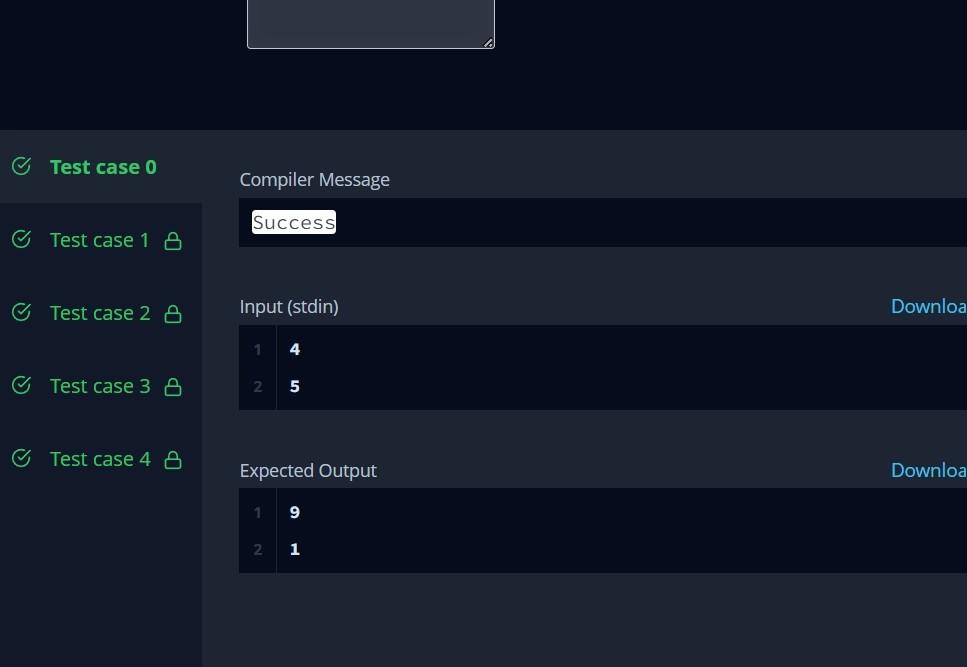 Test case 0
Test case 1
Test case 2
Test case 3
Test case 4
Compiler Message
Success
Input (stdin)
Downloa
1 4
2 5
Expected Output
Downloa
1 9
2 1